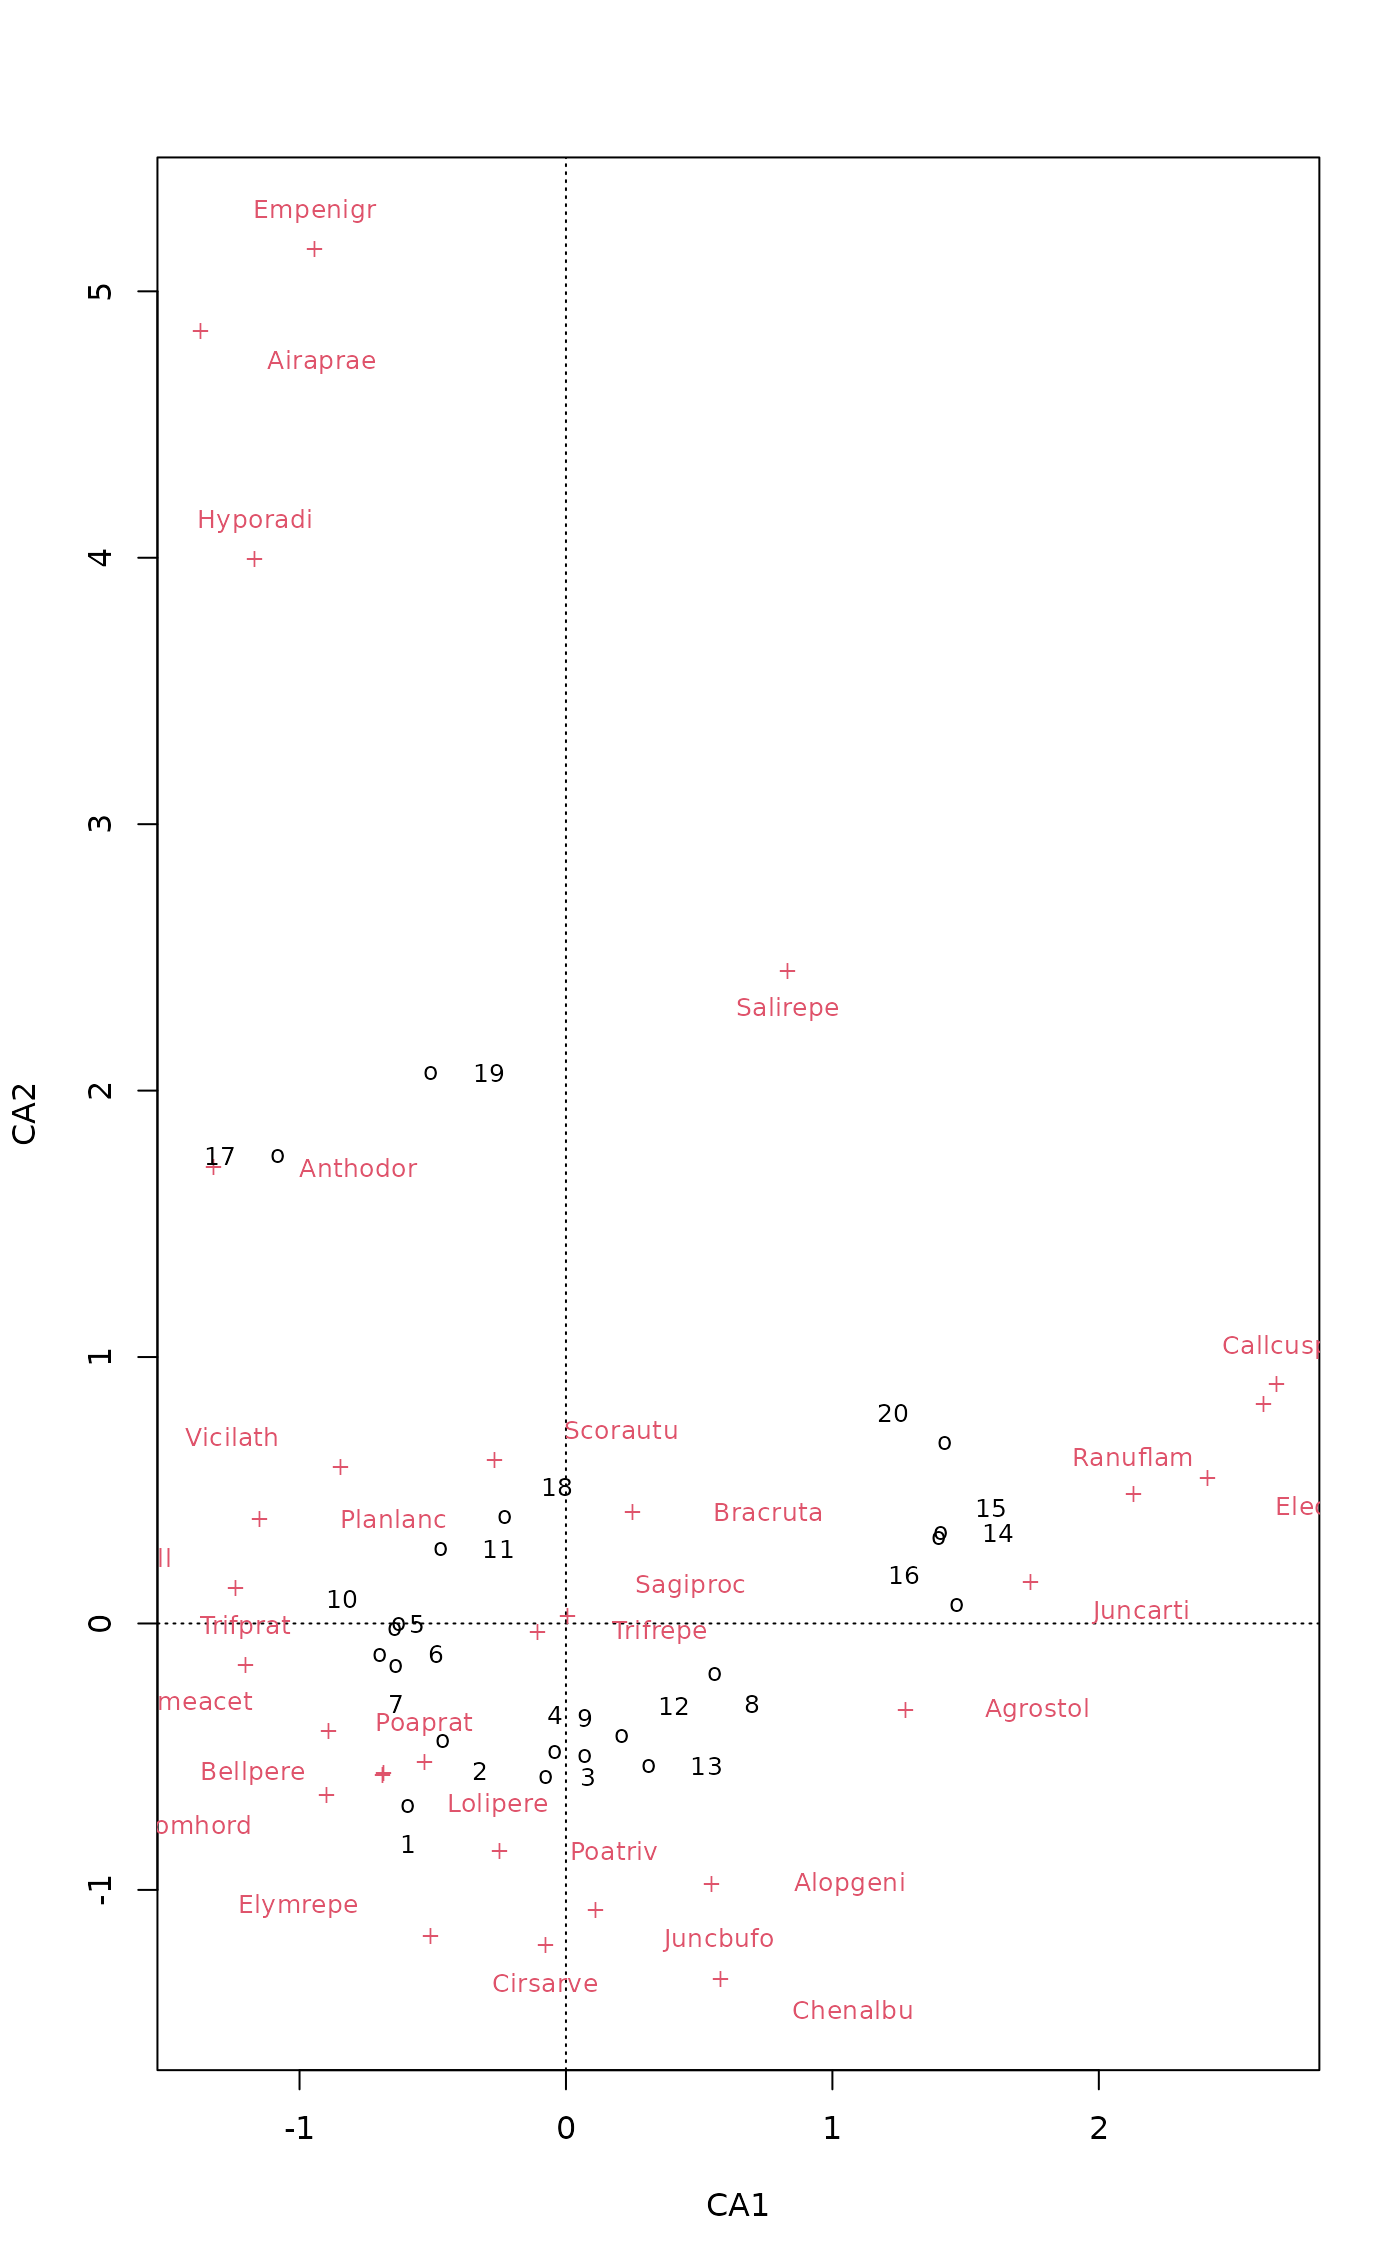 Empenigr
5
Airaprae
Hyporadi
4
3
Salirepe
19
2
CA2
17
Anthodor
Callcusp
1
20
Vicilath
Scorautu
Ranuflam
18
15
Elec
Planlanc
Bracruta
14
11
ll
16
Sagiproc
10
Juncarti
0
Trifprat
5
Trifrepe
6
meacet
7
12
8
Agrostol
4
9
Poaprat
Bellpere
2
3
13
Lolipere
omhord
1
Poatriv
Alopgeni
-1
Elymrepe
Juncbufo
Cirsarve
Chenalbu
-1
0
1
2
CA1